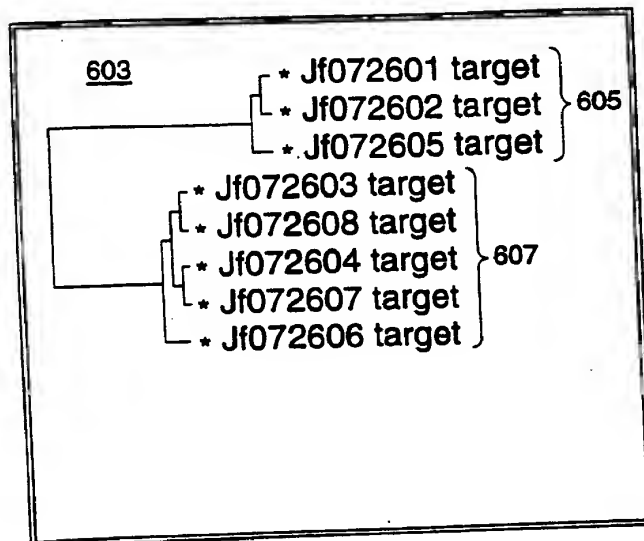 603
* Jf072601 target
* Jf072602 target
605
* Jf072605 target
* Jf072603 target
* Jf072608 target
* Jf072604 target
607
* Jf072607 target
* Jf072606 target